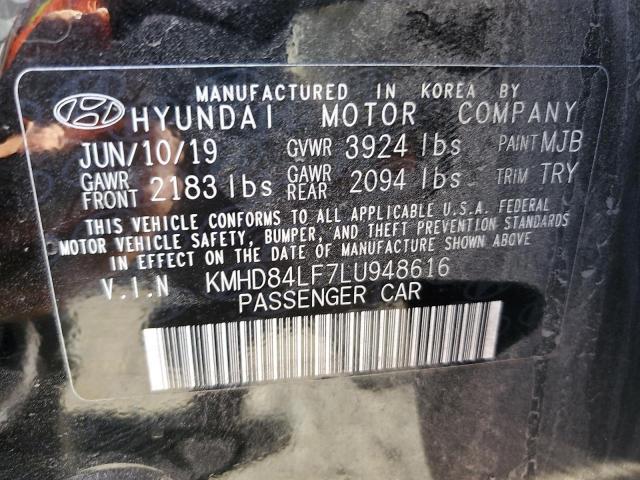 MANUFACTURED IN KOREA BY
HYUNDAI MOTOR COMPANY
JUN/10/19 GVWR 3924 lbs PAINT MJB
GAWR FRONT 2183 lbs GAWR REAR 2094 lbs TRIM TRY
THIS VEHICLE CONFORMS TO ALL APPLICABLE U.S.A. FEDERAL
MOTOR VEHICLE SAFETY, BUMPER, AND THEFT PREVENTION STANDARDS
IN EFFECT ON THE DATE OF MANUFACTURE SHOWN ABOVE.
V.I.N KMHD84LF7LU948616
PASSENGER CAR